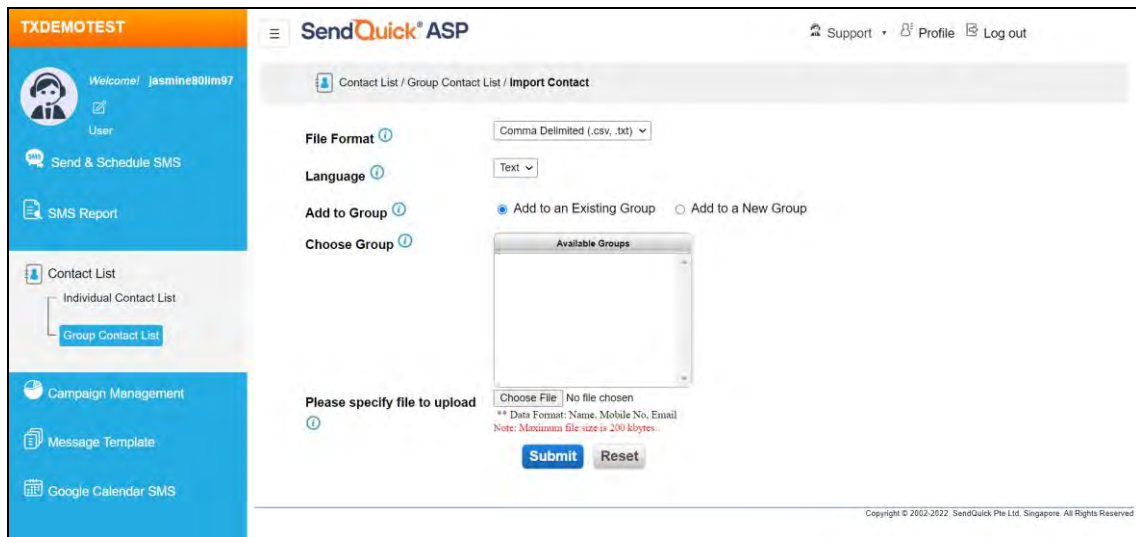 TXDEMOTEST
SendQuick® ASP
Support
Profile
Log out
Welcome! jasmine80lim97
User
Send & Schedule SMS
SMS Report
Contact List
Individual Contact List
Group Contact List
Campaign Management
Message Template
Google Calendar SMS
Contact List / Group Contact List / Import Contact
File Format
Comma Delimited (.csv, .txt)
Language
Text
Add to Group
Add to an Existing Group
Add to a New Group
Choose Group
Available Groups
Please specify file to upload
Choose File No file chosen
** Data Format: Name, Mobile No, Email
Note: Maximum file size is 200 kbytes.
Submit
Reset
Copyright © 2002-2022. SendQuick Pte Ltd, Singapore. All Rights Reserved